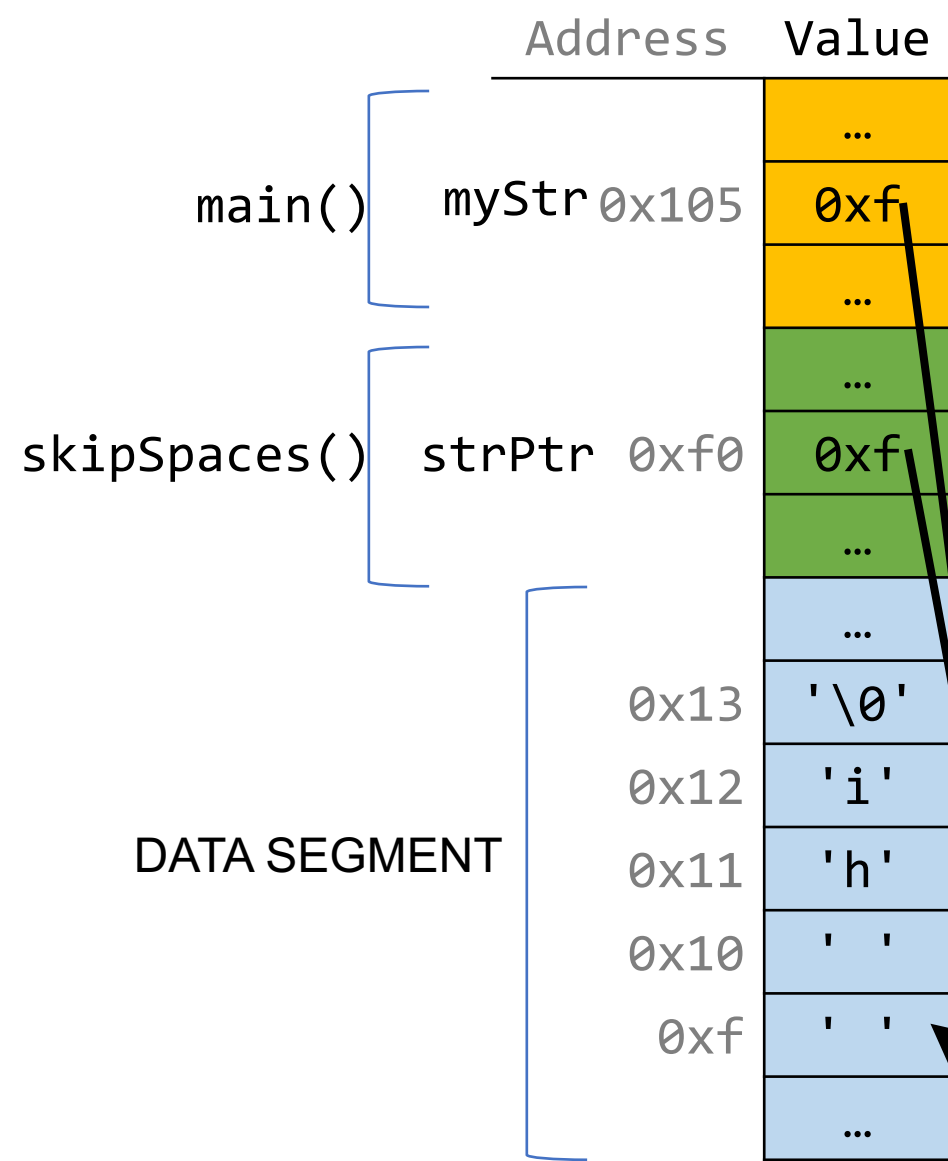 Address Value
…
main() myStr 0x105 0xf
…
…
skipSpaces() strPtr 0xf0 0xf
…
…
0x13 '\0'
0x12 'i'
DATA SEGMENT 0x11 'h'
0x10 ' '
0xf ' '
…